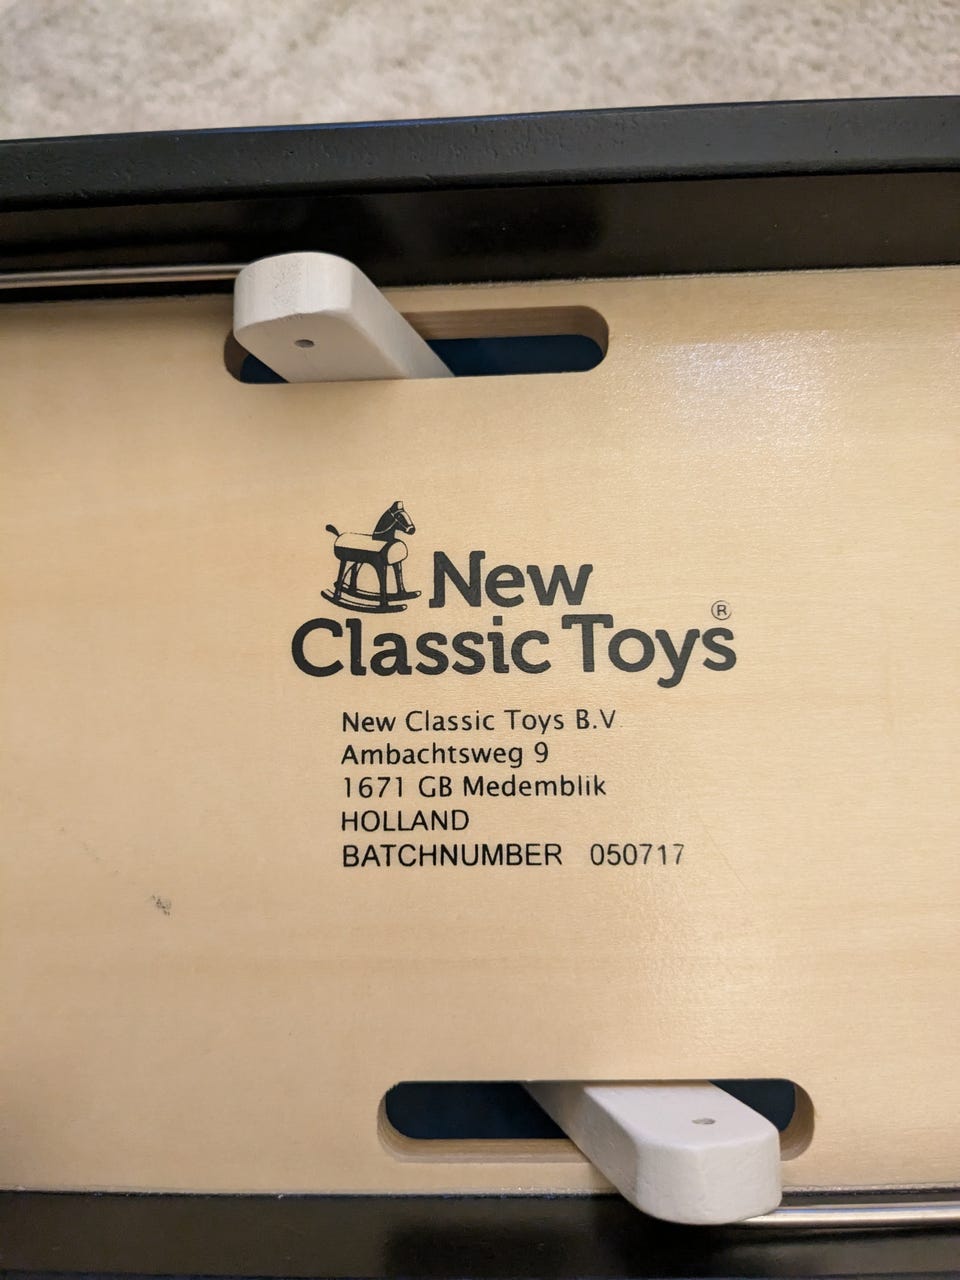 New
Classic Toys®
New Classic Toys B.V.
Ambachtsweg 9
1671 GB Medemblik
HOLLAND
BATCHNUMBER 050717